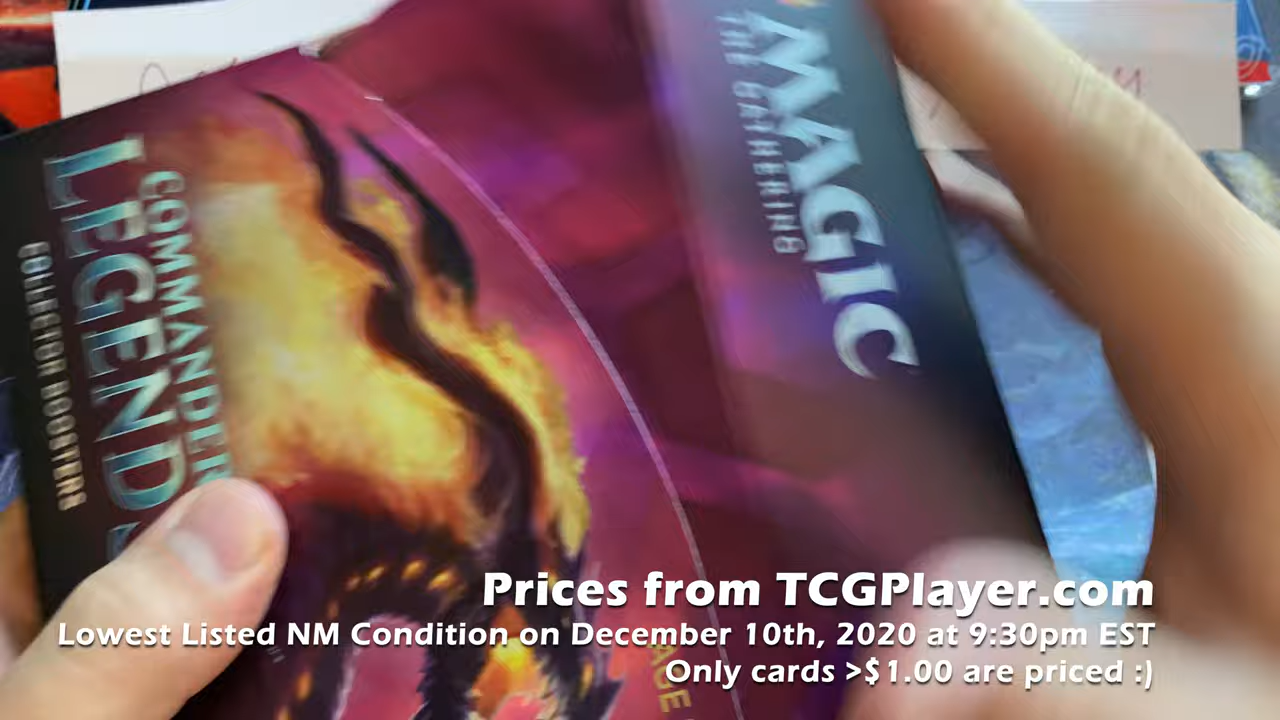 MAGIC
THE GATHERING
COMMANDER
LEGENDS
COLLECTOR BOOSTERS
Prices from TCGPlayer.com
Lowest Listed NM Condition on December 10th, 2020 at 9:30pm EST
Only cards >$1.00 are priced :)